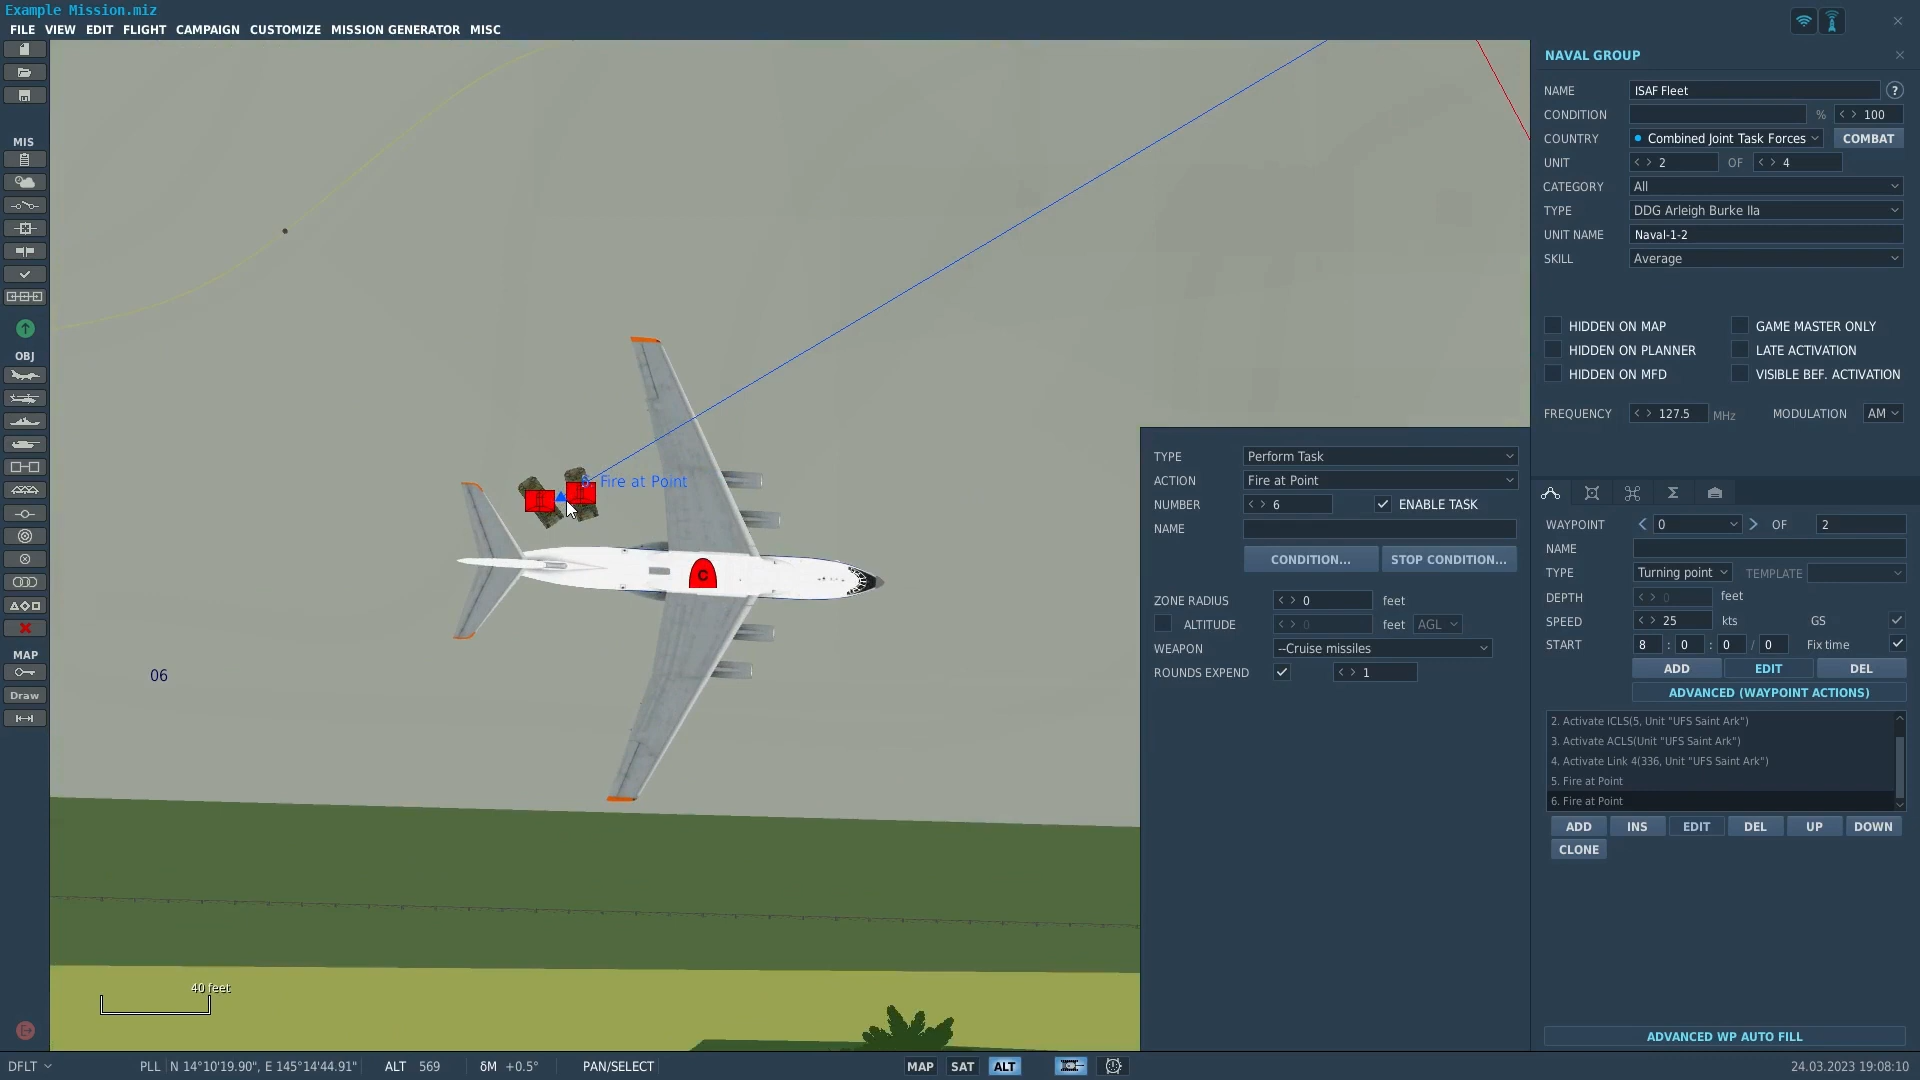 Example Mission.miz
FILE VIEW EDIT FLIGHT CAMPAIGN CUSTOMIZE MISSION GENERATOR MISC
NAVAL GROUP
NAME ISAF Fleet ?
CONDITION % 100
COUNTRY Combined Joint Task Forces COMBAT
UNIT 2 OF 4
CATEGORY All
TYPE DDG Arleigh Burke IIa
UNIT NAME Naval-1-2
SKILL Average
HIDDEN ON MAP GAME MASTER ONLY
HIDDEN ON PLANNER LATE ACTIVATION
HIDDEN ON MFD VISIBLE BEF. ACTIVATION
FREQUENCY 127.5 MHz MODULATION AM
WAYPOINT 0 OF 2
NAME
TYPE Turning point TEMPLATE
DEPTH 0 feet
SPEED 25 kts GS
START 8 : 0 : 0 / 0 Fix time
ADD EDIT DEL
ADVANCED (WAYPOINT ACTIONS)
2. Activate ICLS(5, Unit "UFS Saint Ark")
3. Activate ACLS(Unit "UFS Saint Ark")
4. Activate Link 4(336, Unit "UFS Saint Ark")
5. Fire at Point
6. Fire at Point
ADD INS EDIT DEL UP DOWN
CLONE
ADVANCED WP AUTO FILL
TYPE Perform Task
ACTION Fire at Point
NUMBER 6 ENABLE TASK
NAME
CONDITION... STOP CONDITION...
ZONE RADIUS 0 feet
ALTITUDE 0 feet AGL
WEAPON --Cruise missiles
ROUNDS EXPEND 1
MIS
OBJ
MAP
Draw
Fire at Point
C
06
40 feet
DFLT PLL N 14°10'19.90", E 145°14'44.91" ALT 569 δM +0.5° PAN/SELECT MAP SAT ALT 24.03.2023 19:08:10